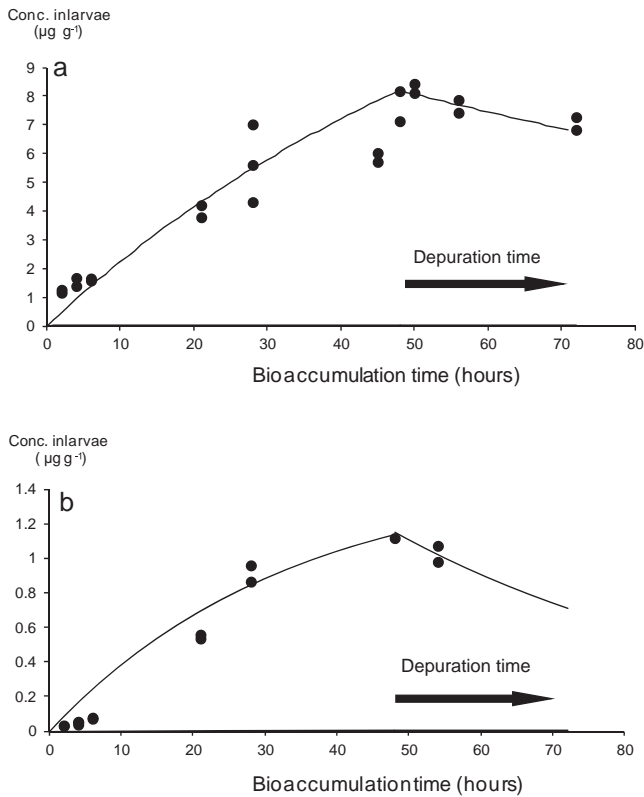 Conc. inlarvae
(µg g-1)
a
9
8
7
6
5
4
3
2
1
0
Depuration time
0 10 20 30 40 50 60 70 80
Bioaccumulation time (hours)
Conc. inlarvae
( µg g-1)
b
1.4
1.2
1
0.8
0.6
0.4
0.2
0
Depuration time
0 10 20 30 40 50 60 70 80
Bioaccumulation time (hours)